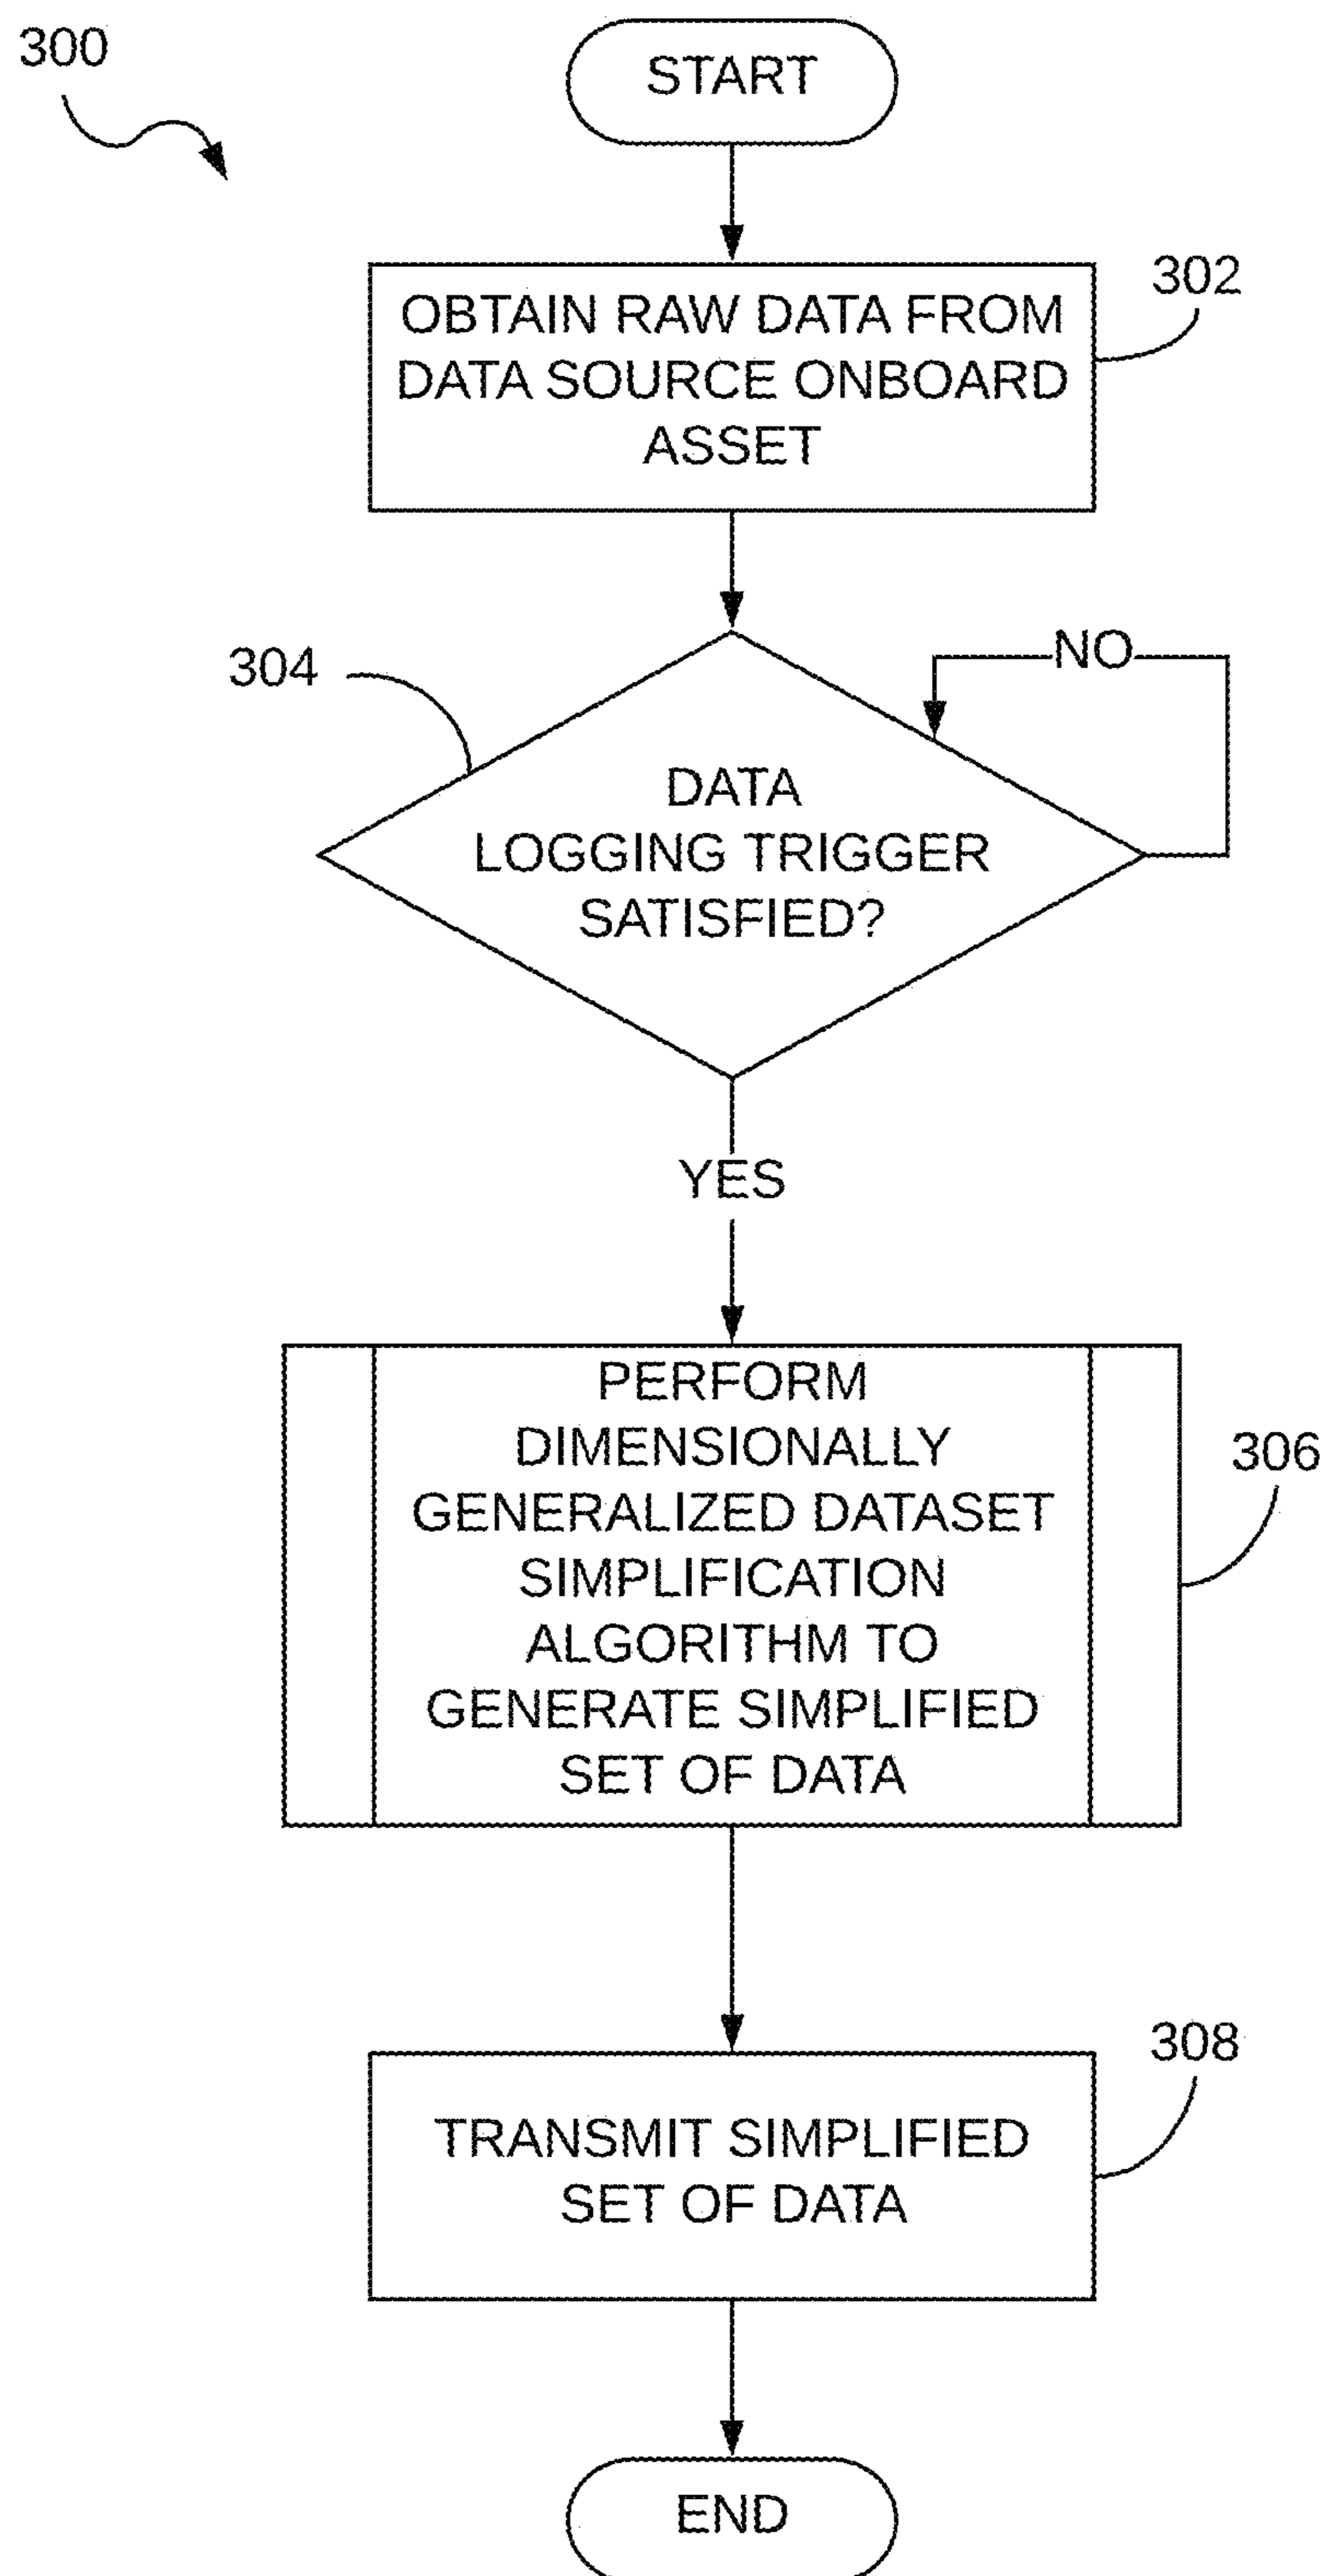 300
START
302
OBTAIN RAW DATA FROM
DATA SOURCE ONBOARD
ASSET
304
NO
DATA
LOGGING TRIGGER
SATISFIED?
YES
306
PERFORM
DIMENSIONALLY
GENERALIZED DATASET
SIMPLIFICATION
ALGORITHM TO
GENERATE SIMPLIFIED
SET OF DATA
308
TRANSMIT SIMPLIFIED
SET OF DATA
END